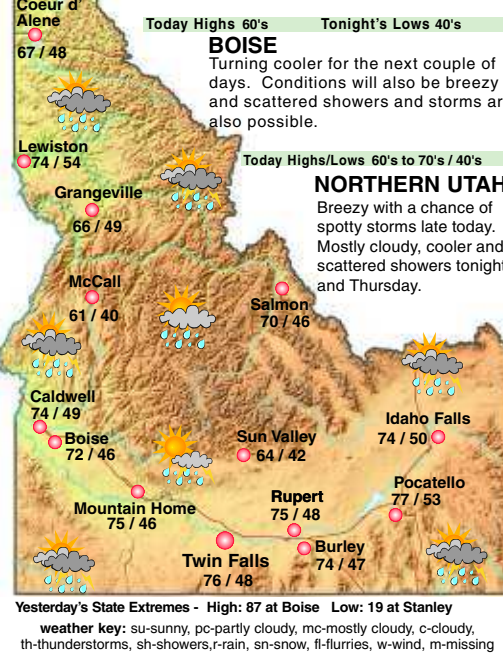 Coeur d'
Alene
67 / 48
Today Highs 60's Tonight's Lows 40's
BOISE
Turning cooler for the next couple of
days. Conditions will also be breezy
and scattered showers and storms
also possible.
Lewiston
74 / 54
Today Highs/Lows 60's to 70's / 40's
NORTHERN UTAH
Breezy with a chance of
spotty storms late today.
Mostly cloudy, cooler and
scattered showers tonight
and Thursday.
Grangeville
66 / 49
McCall
61 / 40
Salmon
70 / 46
Caldwell
74 / 49
Boise
72 / 46
Sun Valley
64 / 42
Idaho Falls
74 / 50
Mountain Home
75 / 46
Rupert
75 / 48
Pocatello
77 / 53
Twin Falls
76 / 48
Burley
74 / 47
Yesterday's State Extremes - High: 87 at Boise Low: 19 at Stanley
weather key: su-sunny, pc-partly cloudy, mc-mostly cloudy, c-cloudy,
th-thunderstorms, sh-showers,r-rain, sn-snow, fl-flurries, w-wind, m-missing